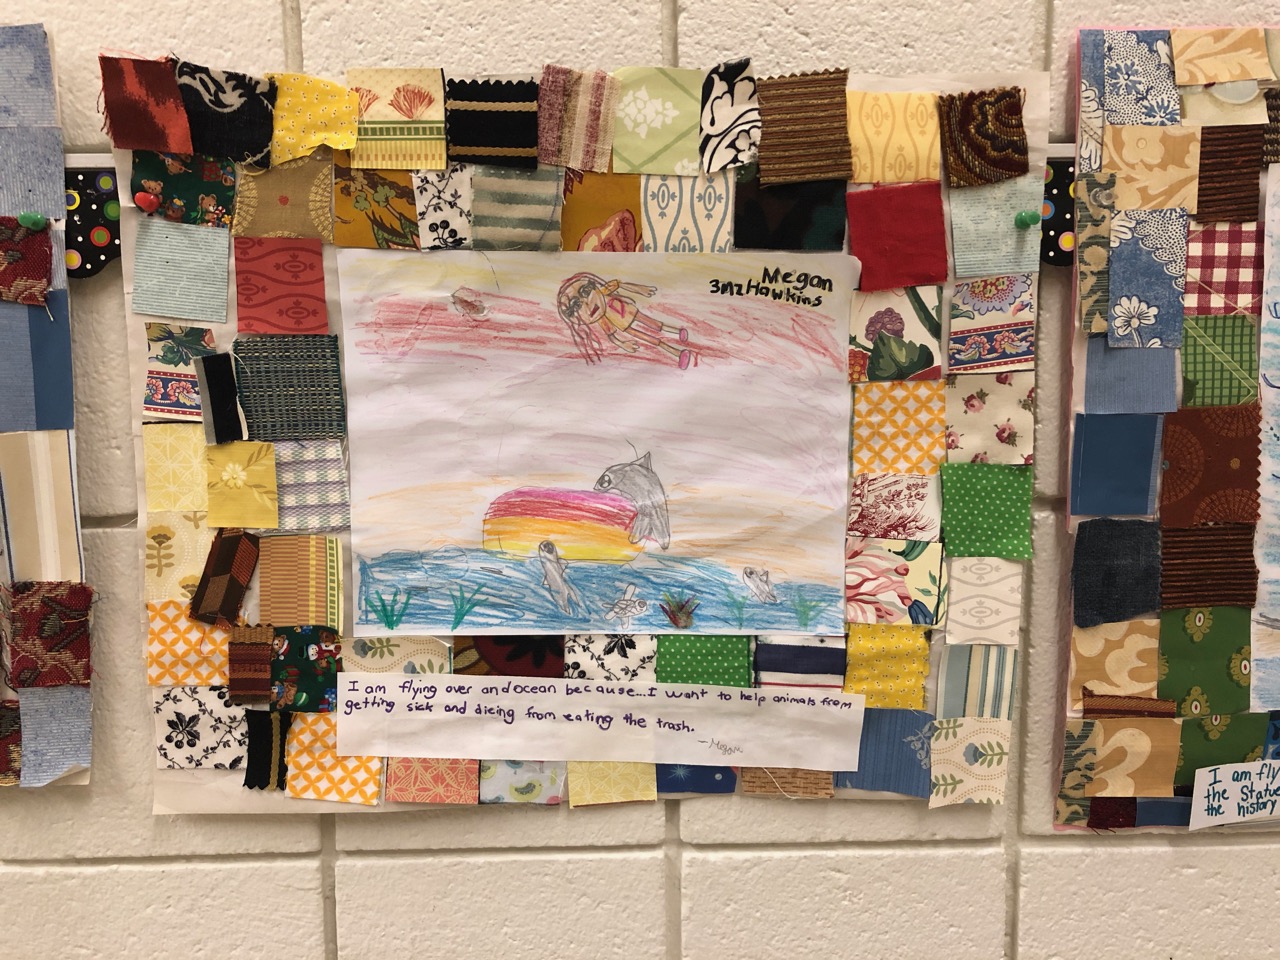 Megan
3M2 Hawkins
I am flying over and ocean because...I want to help animals from
getting sick and dieing from eating the trash.
-Megan
I am fly
the Statue
the history